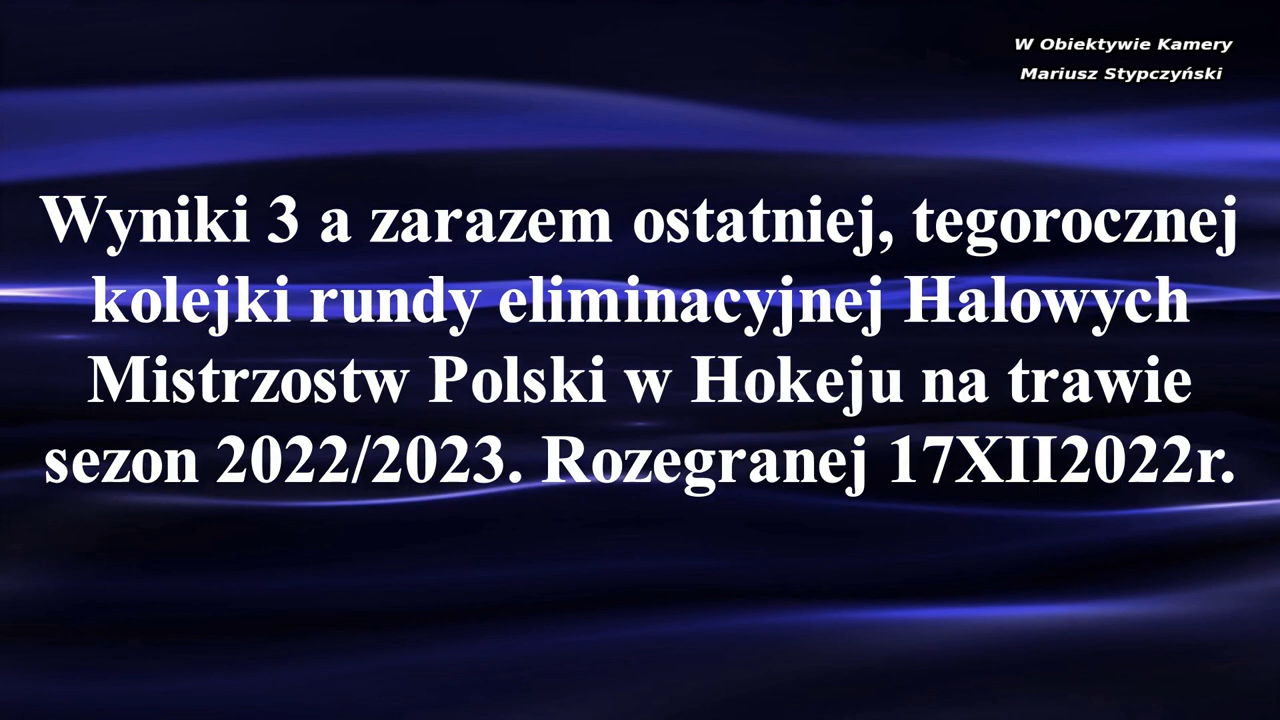 W Obiektywie Kamery
Mariusz Stypczyński
Wyniki 3 a zarazem ostatniej, tegorocznej
kolejki rundy eliminacyjnej Halowych
Mistrzostw Polski w Hokeju na trawie
sezon 2022/2023. Rozegranej 17XII2022r.